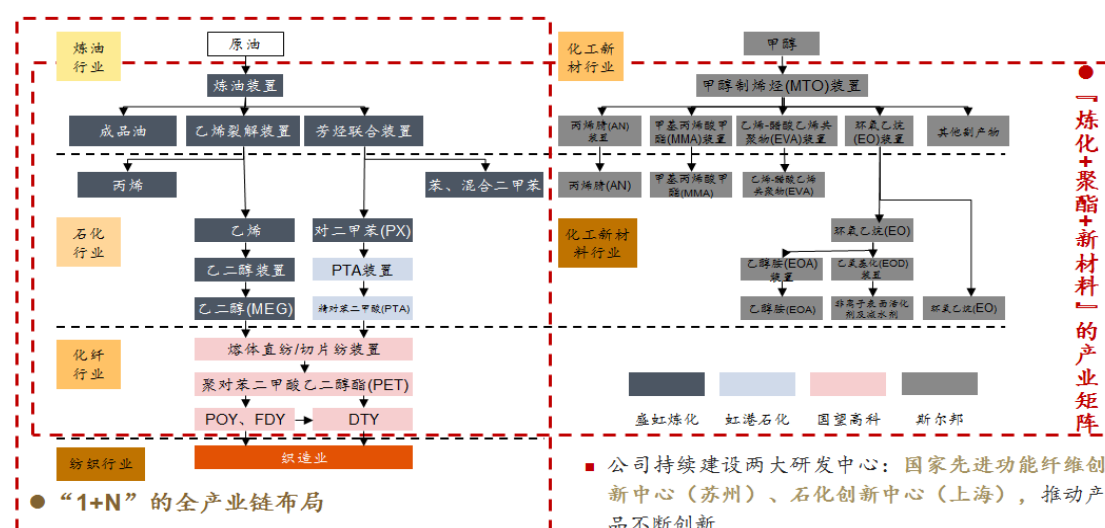 炼油
行业
原油
炼油装置
成品油
乙烯裂解装置
芳烃联合装置
丙烯
苯、混合二甲苯
石化
行业
乙烯
对二甲苯(PX)
乙二醇装置
PTA装置
乙二醇(MEG)
精对苯二甲酸(PTA)
化纤
行业
熔体直纺/切片纺装置
聚对苯二甲酸乙二醇酯(PET)
POY、FDY
DTY
纺织行业
织造业
● “1+N”的全产业链布局
化工新
材行业
甲醇
甲醇制烯烃(MTO)装置
丙烯腈(AN)
装置
甲基丙烯酸甲
酯(MMA)装置
乙烯-醋酸乙烯共
聚物(EVA)装置
环氧乙烷
(EO)装置
其他副产物
丙烯腈(AN)
甲基丙烯酸甲
酯(MMA)
乙烯-醋酸乙烯
共聚物(EVA)
化工新材
料行业
环氧乙烷(EO)
乙醇胺(EOA)
装置
乙氧基化(EOD)
装置
乙醇胺(EOA)
非离子表面活化
剂及减水剂
环氧乙烷(EO)
盛虹炼化
虹港石化
国望高科
斯尔邦
●『炼化+聚酯+新材料』的产业矩阵
■ 公司持续建设两大研发中心：国家先进功能纤维创
新中心（苏州）、石化创新中心（上海），推动产
品不断创新